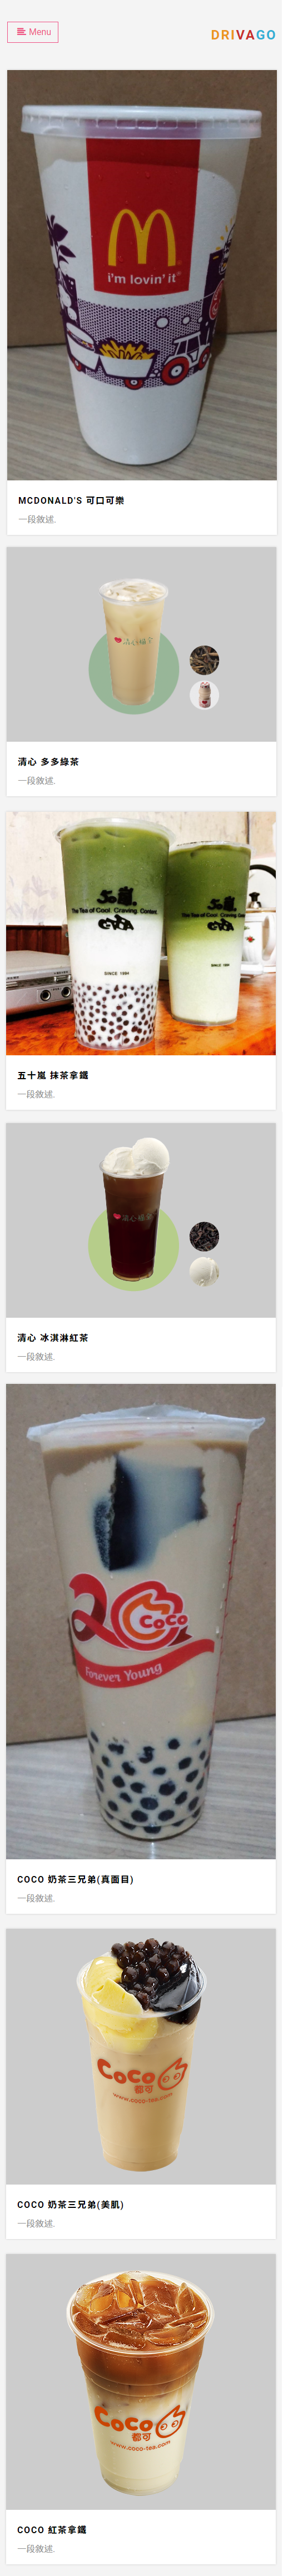 Menu
DRIVAGO
i'm lovin' it
MCDONALD'S 可口可樂
一段敘述.
清心福全
清心 多多綠茶
一段敘述.
50嵐
The Tea of Cool. Craving. Corner.
SINCE 1994
五十嵐 抹茶拿鐵
一段敘述.
清心福全
清心 冰淇淋紅茶
一段敘述.
CoCo
Forever Young
COCO 奶茶三兄弟(真面目)
一段敘述.
CoCo
都可
www.coco-tea.com
COCO 奶茶三兄弟(美肌)
一段敘述.
CoCo
都可
www.coco-tea.com
COCO 紅茶拿鐵
一段敘述.